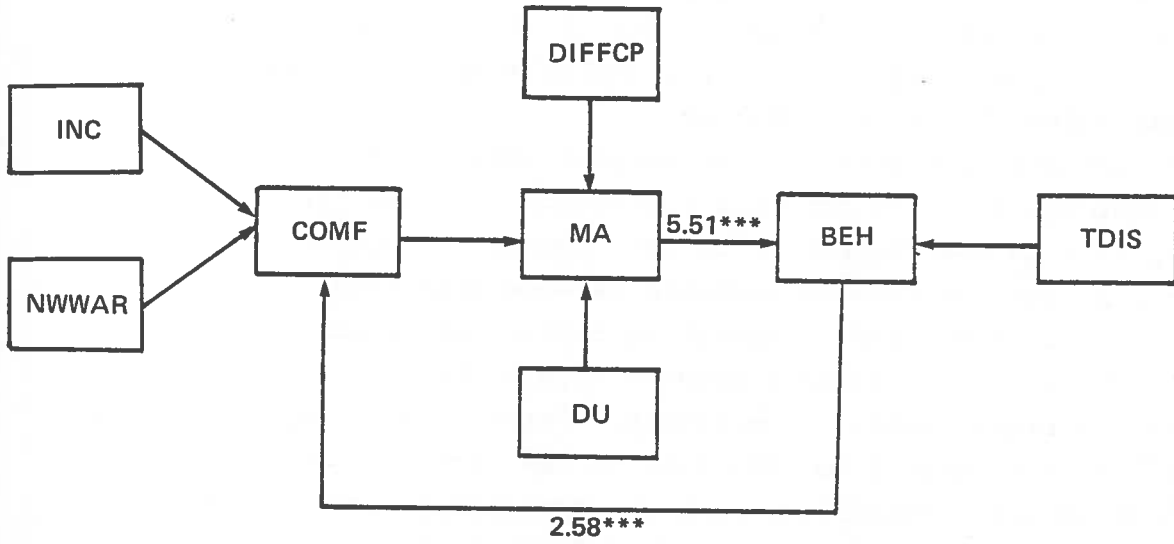 DIFFCP
INC
COMF
MA
5.51***
BEH
TDIS
NWWAR
DU
2.58***